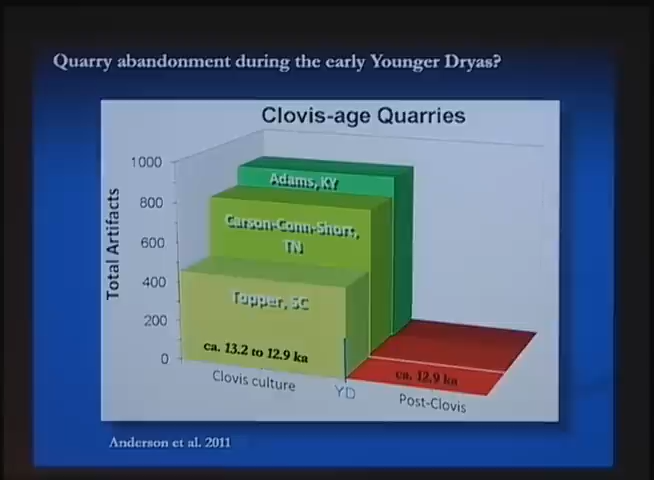 Quarry abandonment during the early Younger Dryas?
Clovis-age Quarries
Total Artifacts
1000
800
600
400
200
0
Adams, KY
Carson-Conn-Short,
TN
Topper, SC
ca. 13.2 to 12.9 ka
ca. 12.9 ka
Clovis culture
YD
Post-Clovis
Anderson et al. 2011